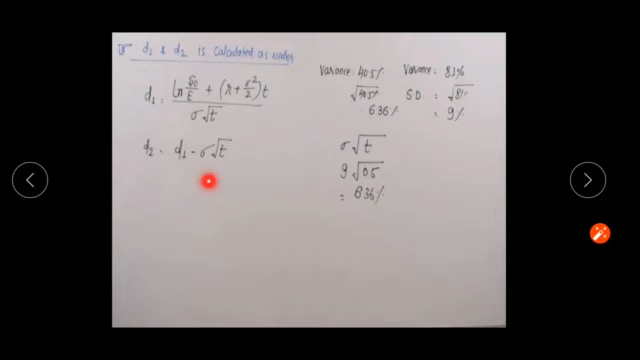 d1 & d2 is calculated as under
d1 = ln S0/E + (r + σ²/2) t
σ√t
d2 = d1 - σ√t
Variance: 40.5%
√40.5%
6.36%
Variance: 81%
S.D. = √81%
= 9%
σ√t
9√0.5
= 6.36%